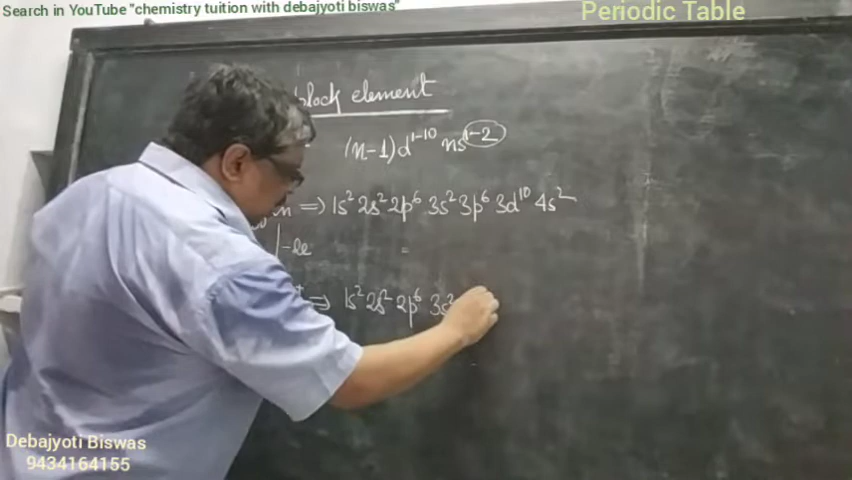 Search in YouTube "chemistry tuition with debajyoti biswas"
Periodic Table
block element
(n-1)d¹⁻¹⁰ ns¹⁻²
n ⇒ 1s² 2s² 2p⁶ 3s² 3p⁶ 3d¹⁰ 4s²
-2e
⇒ 1s² 2s² 2p⁶ 3s²
Debajyoti Biswas
9434164155